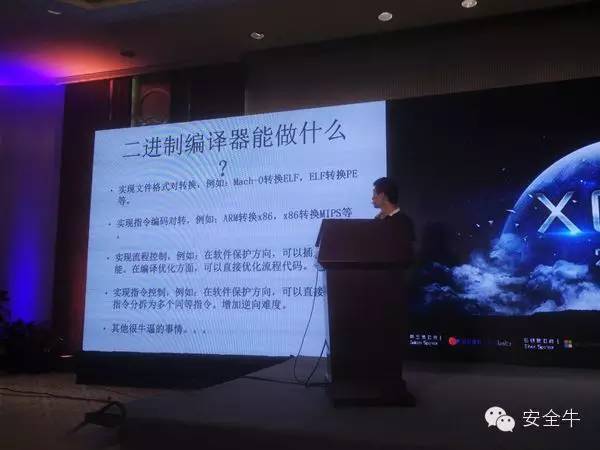 二进制编译器能做什么
？
• 实现文件格式对转换，例如：Mach-O转换ELF，ELF转换PE
等。
• 实现指令编码对转，例如：ARM转换x86，x86转换MIPS等
。
• 实现流程控制，例如：在软件保护方向，可以插
能。在编译优化方面，可以直接优化流程代码。
• 实现指令控制，例如：在软件保护方向，可以直接
指令分拆为多个同等指令。增加逆向难度。
• 其他很牛逼的事情。。。
X
安全牛